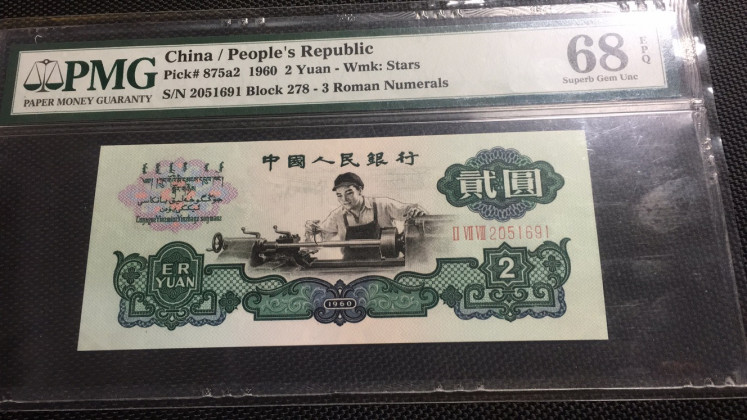 PMG
PAPER MONEY GUARANTY
China / People's Republic
Pick# 875a2 1960 2 Yuan - Wmk: Stars
S/N 2051691 Block 278 - 3 Roman Numerals
68 EPQ
Superb Gem Unc
中國人民銀行
貳圓
II VII VIII 2051691
ER
YUAN
2
1960